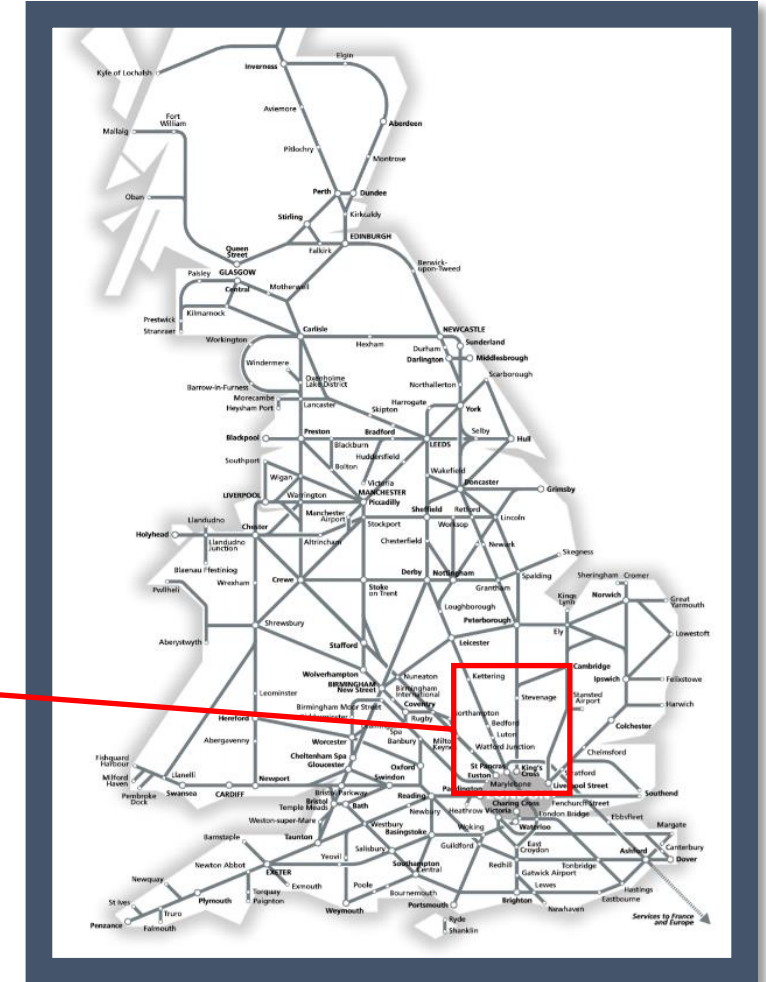 Elgin
Inverness
Kyle of Lochalsh
Aviemore
Fort
William
Mallaig
Aberdeen
Pitlochry
Montrose
Perth
Dundee
Oban
Stirling
Kirkcaldy
EDINBURGH
Queen
Street
Falkirk
Berwick-
upon-Tweed
Paisley
GLASGOW
Central
Motherwell
Kilmarnock
Prestwick
Stranraer
Carlisle
NEWCASTLE
Workington
Hexham
Sunderland
Durham
Darlington
Middlesbrough
Windermere
Scarborough
Oxenholme
Lake District
Barrow-in-Furness
Northallerton
Morecambe
Heysham Port
Lancaster
Harrogate
York
Skipton
Blackpool
Preston
Bradford
Selby
Blackburn
LEEDS
Hull
Huddersfield
Southport
Bolton
Wakefield
Wigan
Victoria
Doncaster
MANCHESTER
Piccadilly
Grimsby
LIVERPOOL
Warrington
Manchester
Airport
Sheffield
Retford
Lincoln
Llandudno
Stockport
Worksop
Holyhead
Chester
Llandudno
Junction
Altrincham
Chesterfield
Newark
Skegness
Blaenau Ffestiniog
Wrexham
Crewe
Derby
Nottingham
Spalding
Sheringham
Cromer
Pwllheli
Stoke
on Trent
Grantham
Kings
Lynn
Norwich
Great
Yarmouth
Loughborough
Peterborough
Shrewsbury
Ely
Lowestoft
Aberystwyth
Stafford
Leicester
Wolverhampton
Nuneaton
Kettering
Cambridge
BIRMINGHAM
New Street
Birmingham
International
Ipswich
Felixstowe
Leominster
Coventry
Stevenage
Stansted
Airport
Harwich
Birmingham Moor Street
Rugby
Northampton
Hereford
Bedford
Colchester
Abergavenny
Worcester
Spa
Banbury
Milton
Keynes
Luton
Watford Junction
Chelmsford
Cheltenham Spa
Gloucester
Oxford
St Pancras
Euston
King's
Cross
Stratford
Fishguard
Harbour
Llanelli
Newport
Swindon
Marylebone
Liverpool Street
Milford
Haven
Paddington
Southend
Pembroke
Dock
Swansea
CARDIFF
Bristol Parkway
Reading
Charing Cross
Fenchurch Street
Bristol
Temple Meads
Bath
Newbury
Heathrow
Victoria
London Bridge
Ebbsfleet
Weston-super-Mare
Westbury
Basingstoke
Woking
Waterloo
Margate
Barnstaple
Taunton
Salisbury
Guildford
East
Croydon
Canterbury
Yeovil
Redhill
Tonbridge
Ashford
Dover
Newton Abbot
EXETER
Southampton
Central
Gatwick Airport
Newquay
Exmouth
Poole
Lewes
Hastings
Torquay
Paignton
Bournemouth
Eastbourne
St Ives
Plymouth
Weymouth
Portsmouth
Brighton
Newhaven
Truro
Ryde
Services to France
and Europe
Penzance
Falmouth
Shanklin